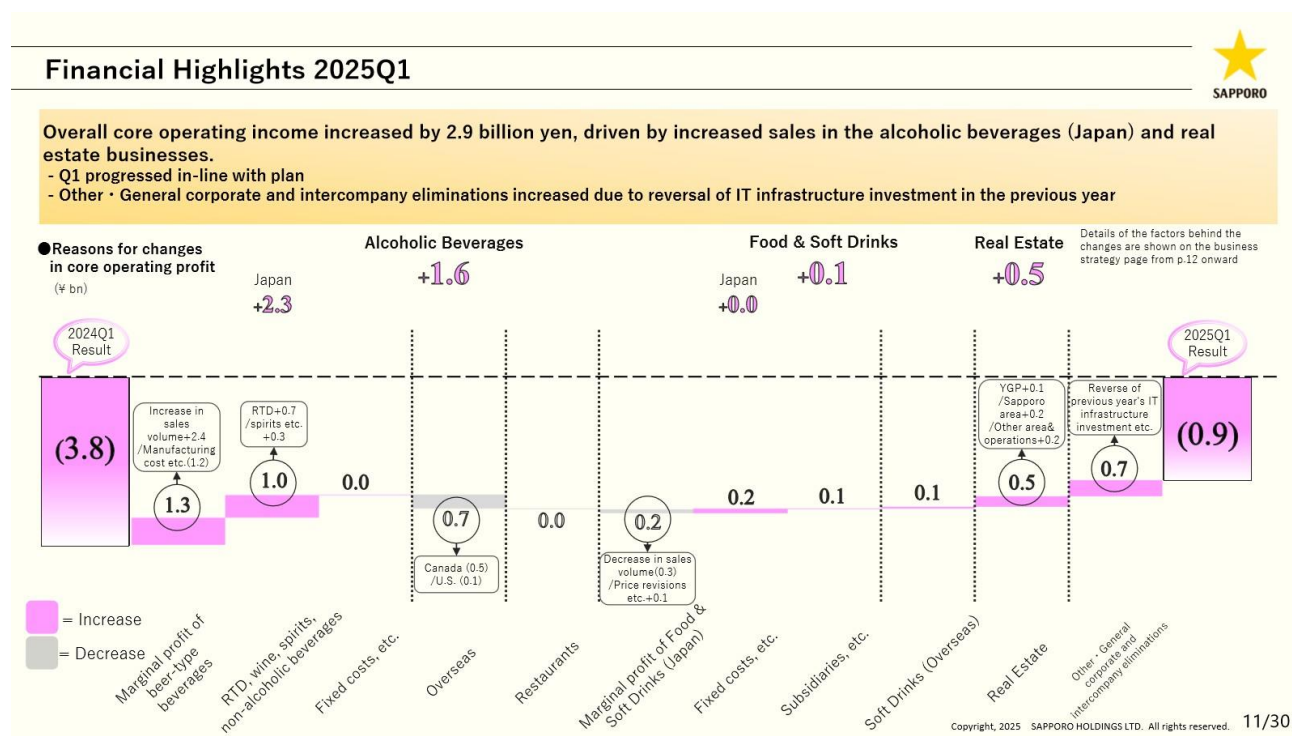 Financial Highlights 2025Q1
SAPPORO
Overall core operating income increased by 2.9 billion yen, driven by increased sales in the alcoholic beverages (Japan) and real
estate businesses.
- Q1 progressed in-line with plan
- Other・General corporate and intercompany eliminations increased due to reversal of IT infrastructure investment in the previous year
●Reasons for changes
in core operating profit
(¥ bn)
Alcoholic Beverages
+1.6
Japan
+2.3
Food & Soft Drinks
+0.1
Japan
+0.0
Real Estate
+0.5
Details of the factors behind the
changes are shown on the business
strategy page from p.12 onward
2024Q1
Result
(3.8)
Increase in
sales
volume+2.4
/Manufacturing
cost etc.(1.2)
1.3
RTD+0.7
/spirits etc.
+0.3
1.0
0.0
0.7
Canada (0.5)
/U.S. (0.1)
0.0
0.2
Decrease in sales
volume(0.3)
/Price revisions
etc.+0.1
0.2
0.1
0.1
YGP+0.1
/Sapporo
area+0.2
/Other area&
operations+0.2
0.5
Reverse of
previous year's IT
infrastructure
investment etc.
0.7
2025Q1
Result
(0.9)
= Increase
= Decrease
Marginal profit of
beer-type
beverages
RTD, wine, spirits,
non-alcoholic beverages
Fixed costs, etc.
Overseas
Restaurants
Marginal profit of Food &
Soft Drinks (Japan)
Fixed costs, etc.
Subsidiaries, etc.
Soft Drinks (Overseas)
Real Estate
Other・General
corporate and
intercompany eliminations
Copyright, 2025 SAPPORO HOLDINGS LTD. All rights reserved.
11/30